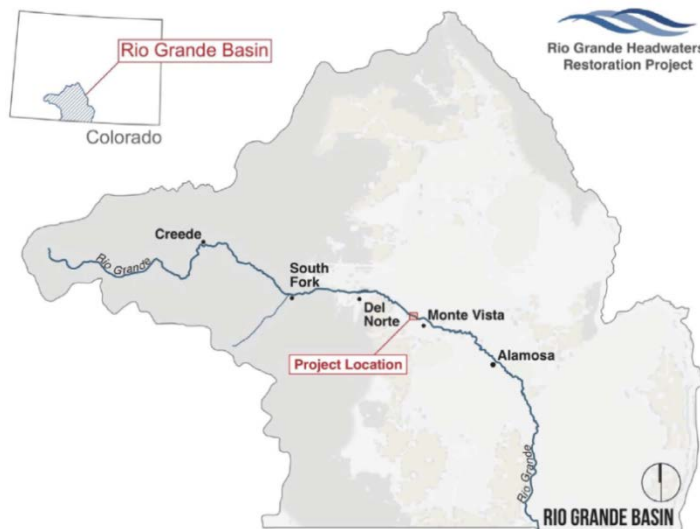 Rio Grande Basin
Colorado
Rio Grande Headwaters
Restoration Project
Creede
Rio Grande
South
Fork
Del
Norte
Monte Vista
Project Location
Alamosa
Rio Grande
RIO GRANDE BASIN